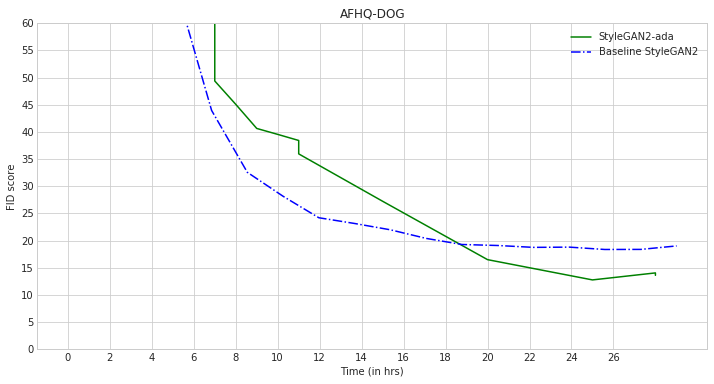 AFHQ-DOG
StyleGAN2-ada
Baseline StyleGAN2
FID score
60
55
50
45
40
35
30
25
20
15
10
5
0
0 2 4 6 8 10 12 14 16 18 20 22 24 26
Time (in hrs)